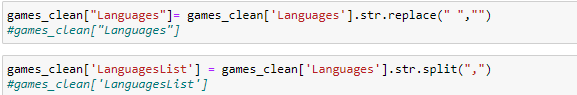 games_clean["Languages"]= games_clean['Languages'].str.replace(" ","")
#games_clean["Languages"]
games_clean['LanguagesList'] = games_clean['Languages'].str.split(",")
#games_clean['LanguagesList']